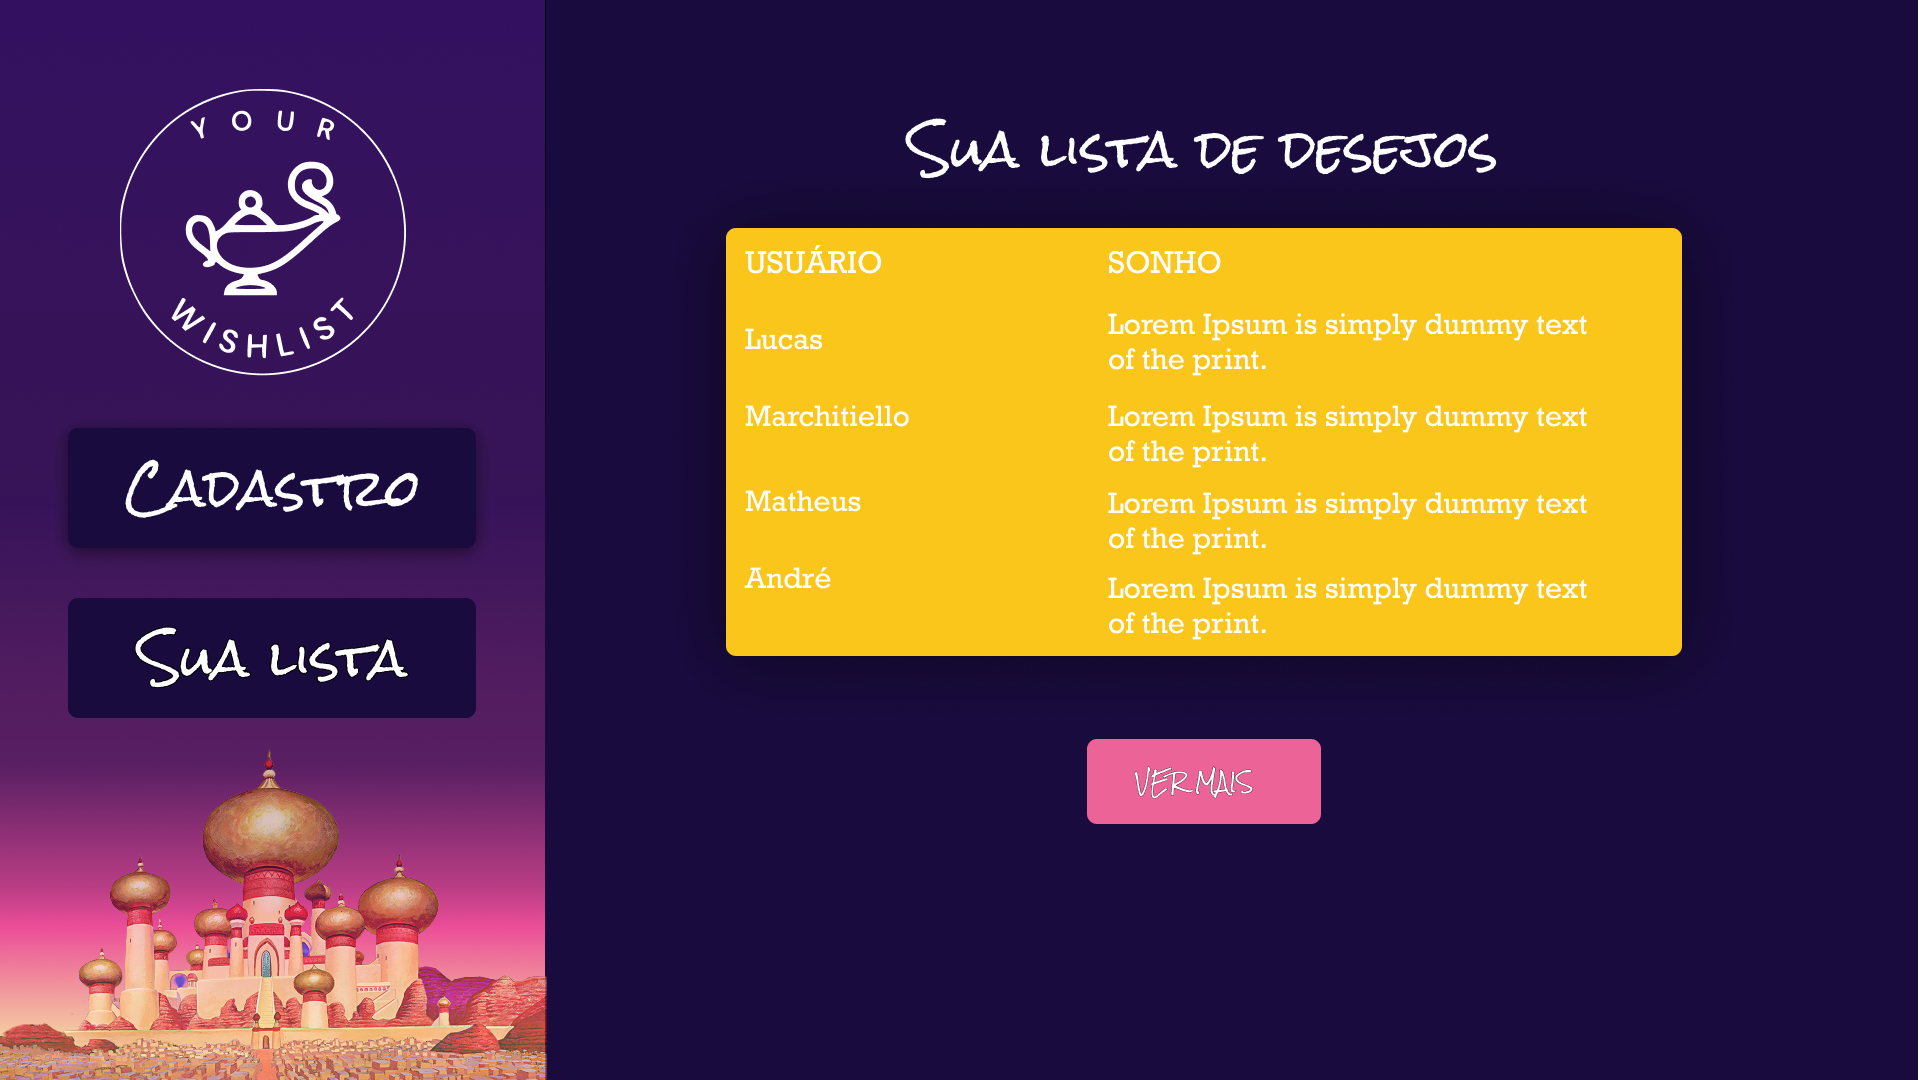 YOUR
WISHLIST
Cadastro
Sua lista
Sua lista de desejos
USUÁRIO SONHO
Lucas
Lorem Ipsum is simply dummy text
of the print.
Marchitiello
Lorem Ipsum is simply dummy text
of the print.
Matheus
Lorem Ipsum is simply dummy text
of the print.
André
Lorem Ipsum is simply dummy text
of the print.
VER MAIS